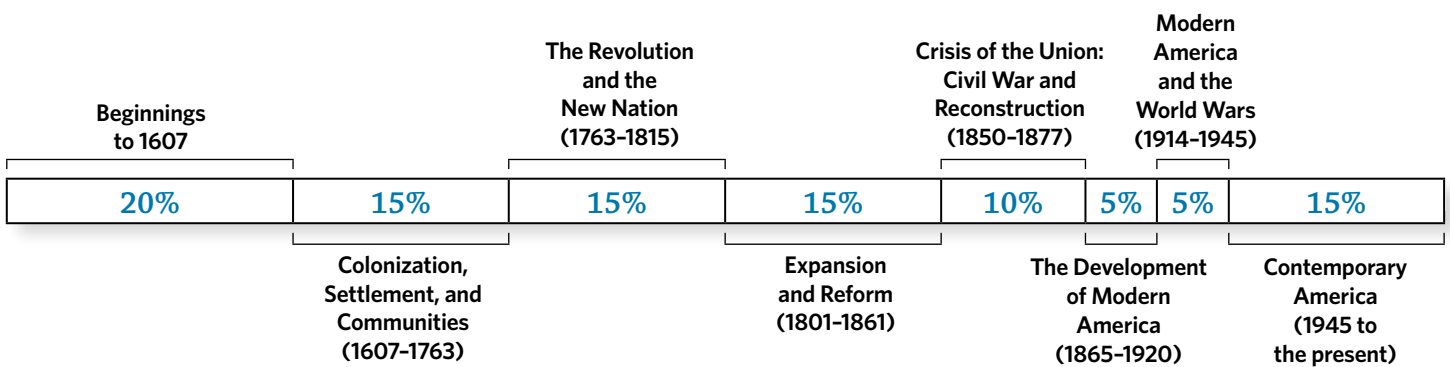 Beginnings
to 1607
The Revolution
and the
New Nation
(1763–1815)
Crisis of the Union:
Civil War and
Reconstruction
(1850–1877)
Modern
America
and the
World Wars
(1914–1945)
20%
15%
15%
15%
10%
5%
5%
15%
Colonization,
Settlement, and
Communities
(1607–1763)
Expansion
and Reform
(1801–1861)
The Development
of Modern
America
(1865–1920)
Contemporary
America
(1945 to
the present)